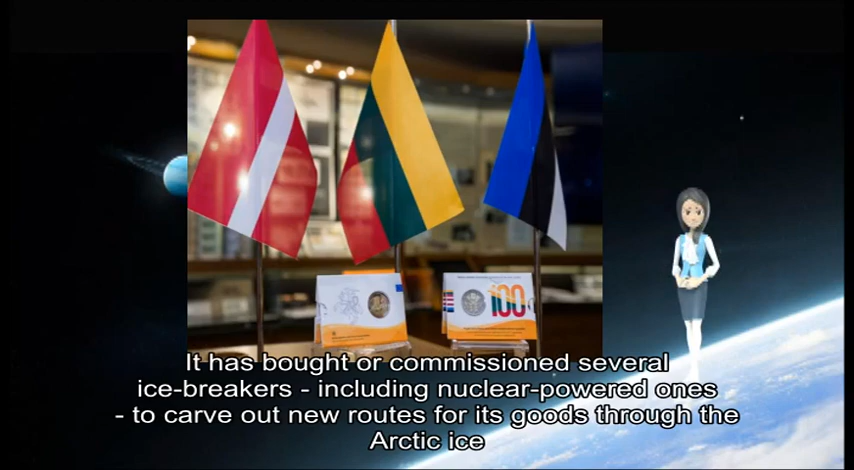 100
It has bought or commissioned several
ice-breakers - including nuclear-powered ones
- to carve out new routes for its goods through the
Arctic ice